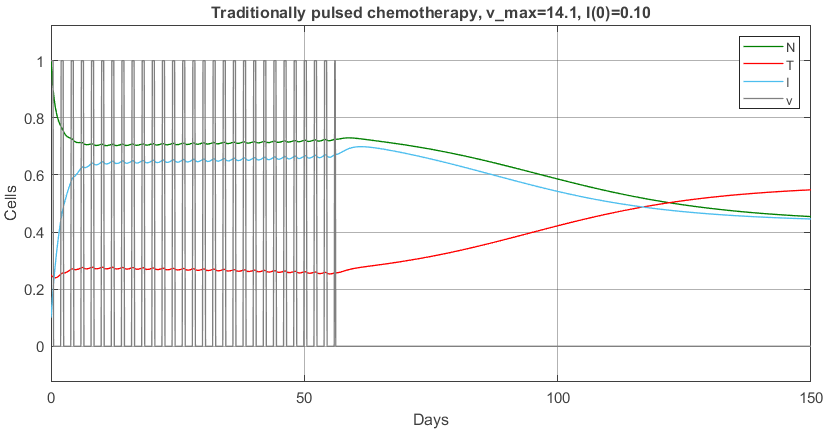 Traditionally pulsed chemotherapy, v_max=14.1, I(0)=0.10
N
T
I
v
1
0.8
0.6
0.4
0.2
0
Cells
0
50
100
150
Days